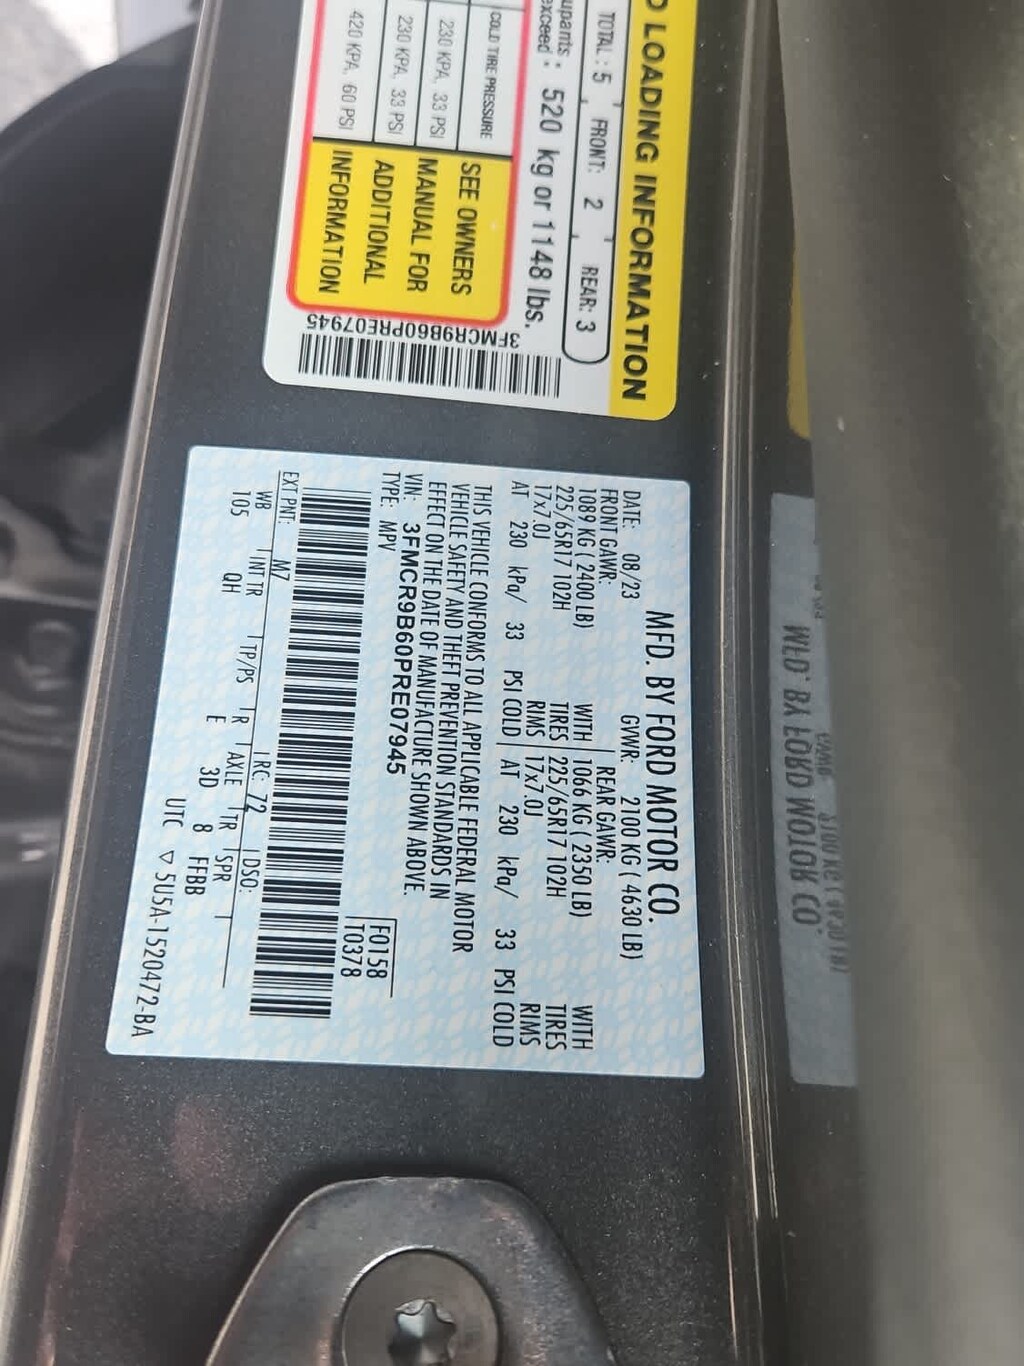 D LOADING INFORMATION
TOTAL: 5 FRONT: 2 REAR: 3
upants
exceed 520 kg or 1148 lbs.
COLD TIRE PRESSURE
230 KPA, 33 PSI
230 KPA, 33 PSI
420 KPA, 60 PSI
SEE OWNERS
MANUAL FOR
ADDITIONAL
INFORMATION
3FMCR9B60PRE07945
MFD. BY FORD MOTOR CO.
DATE: 08/23 GVWR: 2100 KG ( 4630 LB)
FRONT GAWR: REAR GAWR:
1089 KG ( 2400 LB) WITH 1066 KG ( 2350 LB) WITH
225/65R17 102H TIRES 225/65R17 102H TIRES
17x7.0J RIMS 17x7.0J RIMS
AT 230 kPa/ 33 PSI COLD AT 230 kPa/ 33 PSI COLD
THIS VEHICLE CONFORMS TO ALL APPLICABLE FEDERAL MOTOR
VEHICLE SAFETY AND THEFT PREVENTION STANDARDS IN
EFFECT ON THE DATE OF MANUFACTURE SHOWN ABOVE.
VIN: 3FMCR9B60PRE07945
TYPE: MPV
F0158
T0378
EXT PNT: M7 RC: 72 DSO:
WB INT TR TP/PS R AXLE TR SPR
105 QH E 3D 8 FFBB
UTC ▽ 5U5A-1520472-BA